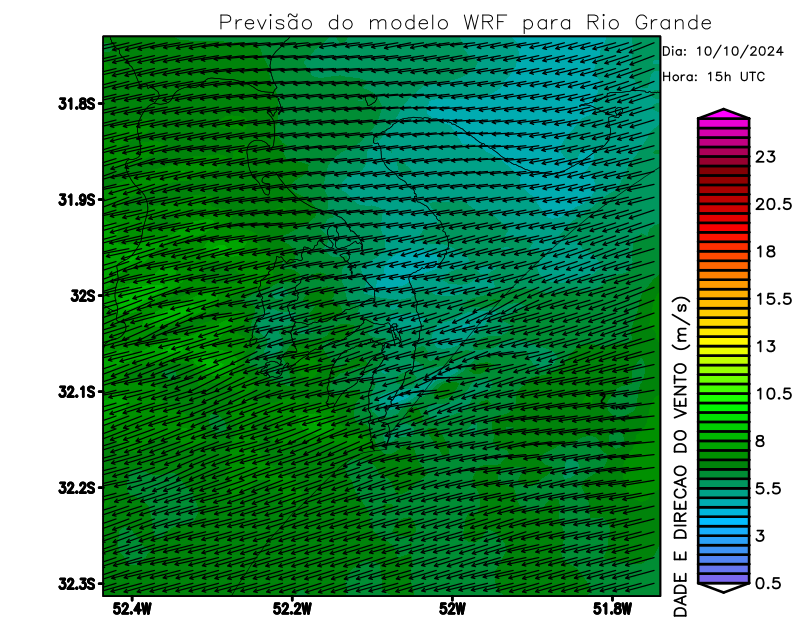 Previsão do modelo WRF para Rio Grande
Dia: 10/10/2024
Hora: 15h UTC
31.8S
31.9S
32S
32.1S
32.2S
32.3S
52.4W
52.2W
52W
51.8W
DADE E DIRECAO DO VENTO (m/s)
23
20.5
18
15.5
13
10.5
8
5.5
3
0.5